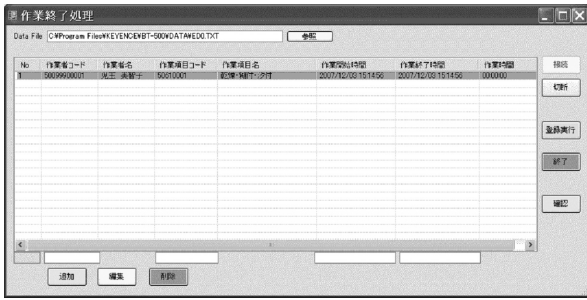 作業終了処理
Data File C:¥Program Files¥KEYENCE¥BT-500¥DATA¥ED0.TXT 参照
No 作業者コード 作業者名 作業項目コード 作業項目名 作業開始時間 作業終了時間 作業時間 接続
1 50099900001 児玉 美智子 50610001 2007/12/03 15:14:56 2007/12/03 15:14:56 00:00:00
切断
登録実行
終了
確認
追加 編集 削除